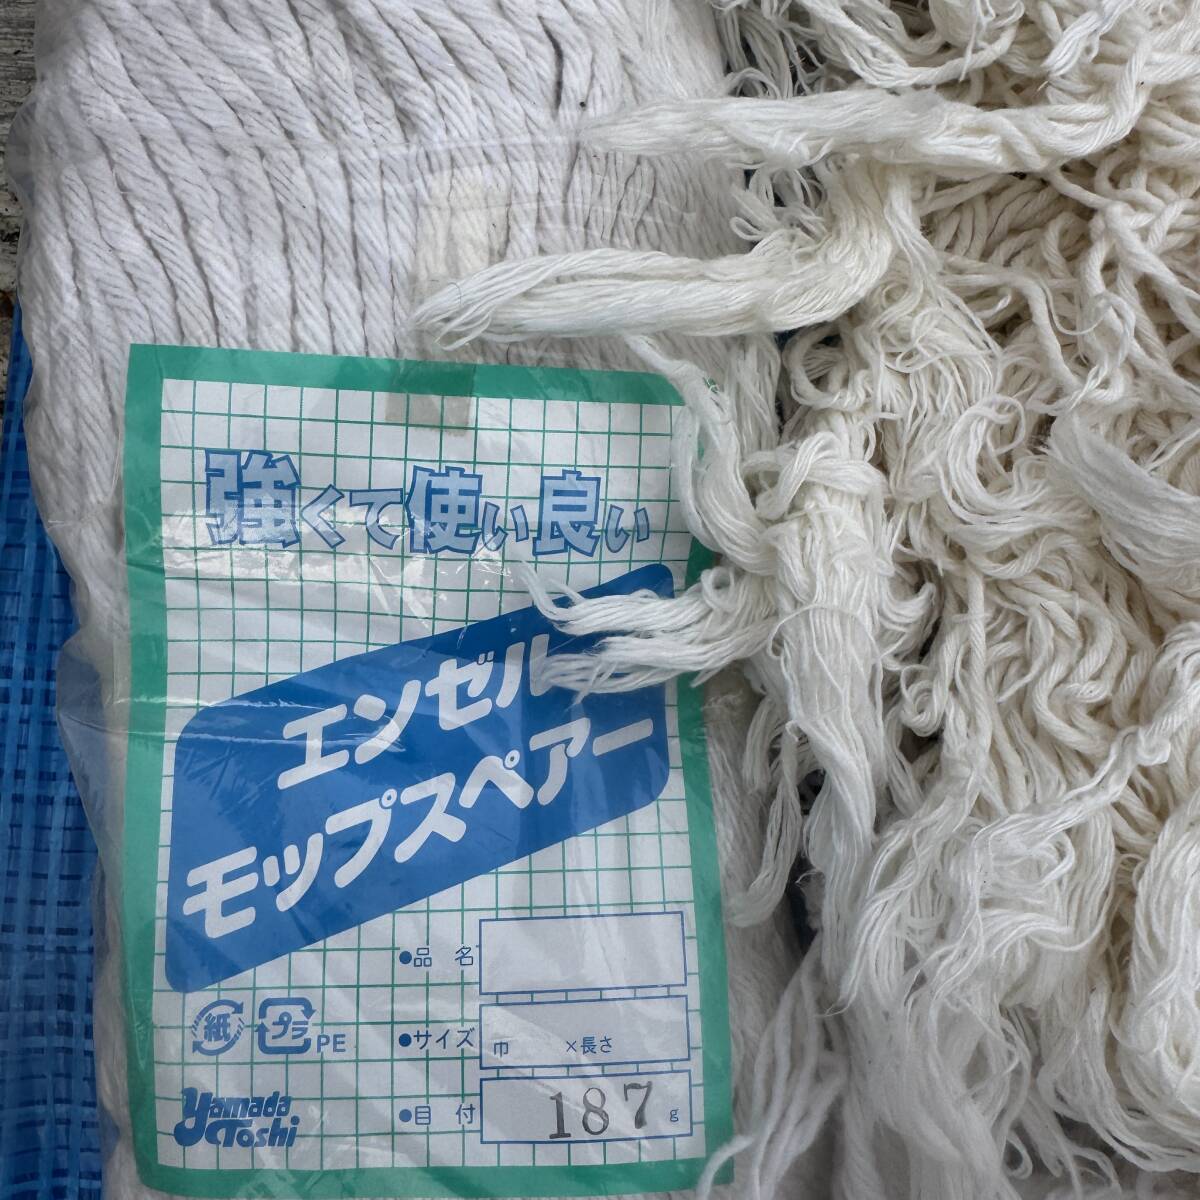 強くて使い良い
エンゼル
モップスペアー
●品 名
●サイズ 巾 ×長さ
●目 付 187g
紙 プラ PE
Yamada Toshi